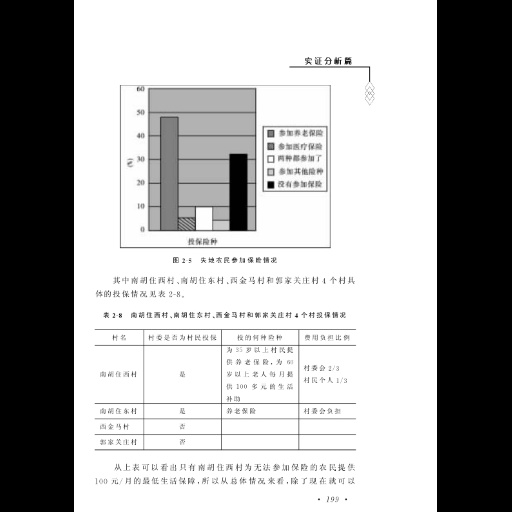 实证分析篇
60
50
40
30
20
10
0
(%)
参加养老保险
参加医疗保险
两种都参加了
参加其他险种
没有参加保险
投保险种
图 2-5 失地农民参加保险情况
其中南胡住西村、南胡住东村、西金马村和郭家关庄村 4 个村具
体的投保情况见表 2-8。
表 2-8 南胡住西村、南胡住东村、西金马村和郭家关庄村 4 个村投保情况
村名 村委是否为村民投保 投的何种险种 费用负担比例
南胡住西村 是 岁以上村民提供养老保险,为 岁以上老人每月提供 100 多元的生活补助 村委会 2/3 村民个人 1/3
南胡住东村 是 养老保险 村委会负担
西金马村 否
郭家关庄村 否
从上表可以看出只有南胡住西村为无法参加保险的农民提供
100 元/月的最低生活保障,所以从总体情况来看,除了现在就可以
· 199 ·